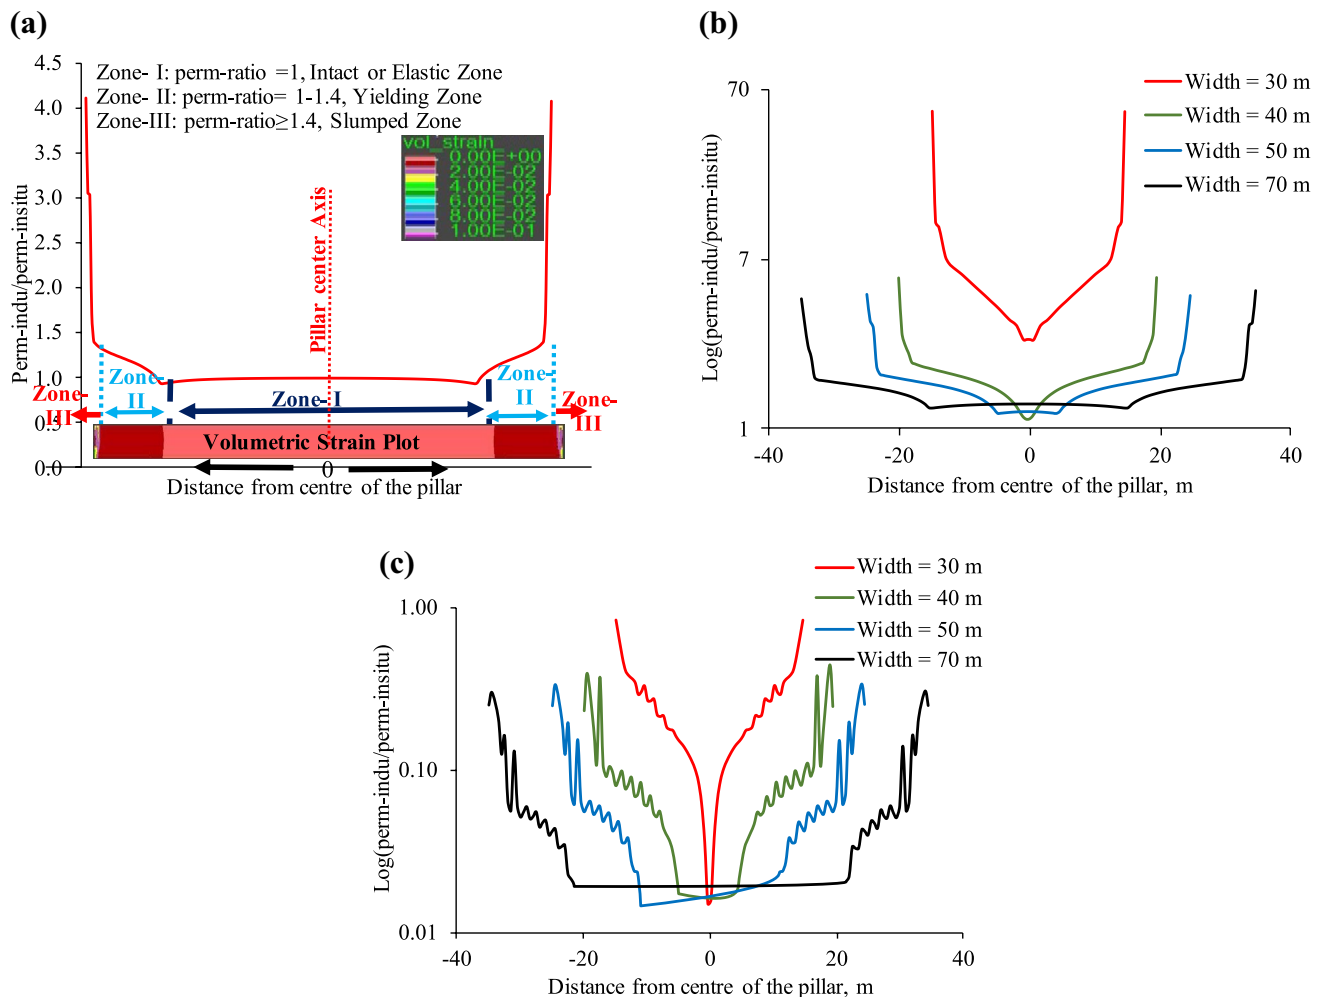 (a)
4.5
4.0
3.5
3.0
2.5
2.0
1.5
1.0
0.5
0.0
Perm-indu/perm-insitu
Zone- I: perm-ratio =1, Intact or Elastic Zone
Zone- II: perm-ratio= 1-1.4, Yielding Zone
Zone-III: perm-ratio≥1.4, Slumped Zone
vol_strain
0.00E+00
2.00E-02
4.00E-02
6.00E-02
8.00E-02
1.00E-01
Pillar center Axis
Zone-
III
Zone-
II
Zone- I
Zone-
II
Zone-
III
Volumetric Strain Plot
0
Distance from centre of the pillar
(b)
70
7
1
Log(perm-indu/perm-insitu)
Width = 30 m
Width = 40 m
Width = 50 m
Width = 70 m
-40 -20 0 20 40
Distance from centre of the pillar, m
(c)
1.00
0.10
0.01
Log(perm-indu/perm-insitu)
Width = 30 m
Width = 40 m
Width = 50 m
Width = 70 m
-40 -20 0 20 40
Distance from centre of the pillar, m